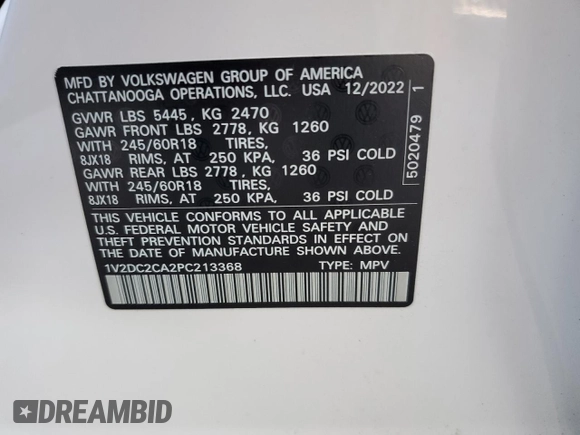 MFD BY VOLKSWAGEN GROUP OF AMERICA
CHATTANOOGA OPERATIONS, LLC. USA 12/2022
GVWR LBS 5445, KG 2470
GAWR FRONT LBS 2778, KG 1260
WITH 245/60R18 TIRES,
8JX18 RIMS, AT 250 KPA, 36 PSI COLD
GAWR REAR LBS 2778, KG 1260
WITH 245/60R18 TIRES,
8JX18 RIMS, AT 250 KPA, 36 PSI COLD
THIS VEHICLE CONFORMS TO ALL APPLICABLE
U.S. FEDERAL MOTOR VEHICLE SAFETY AND
THEFT PREVENTION STANDARDS IN EFFECT ON
THE DATE OF MANUFACTURE SHOWN ABOVE.
1V2DC2CA2PC213368 TYPE: MPV
5020479 1
DREAMBID